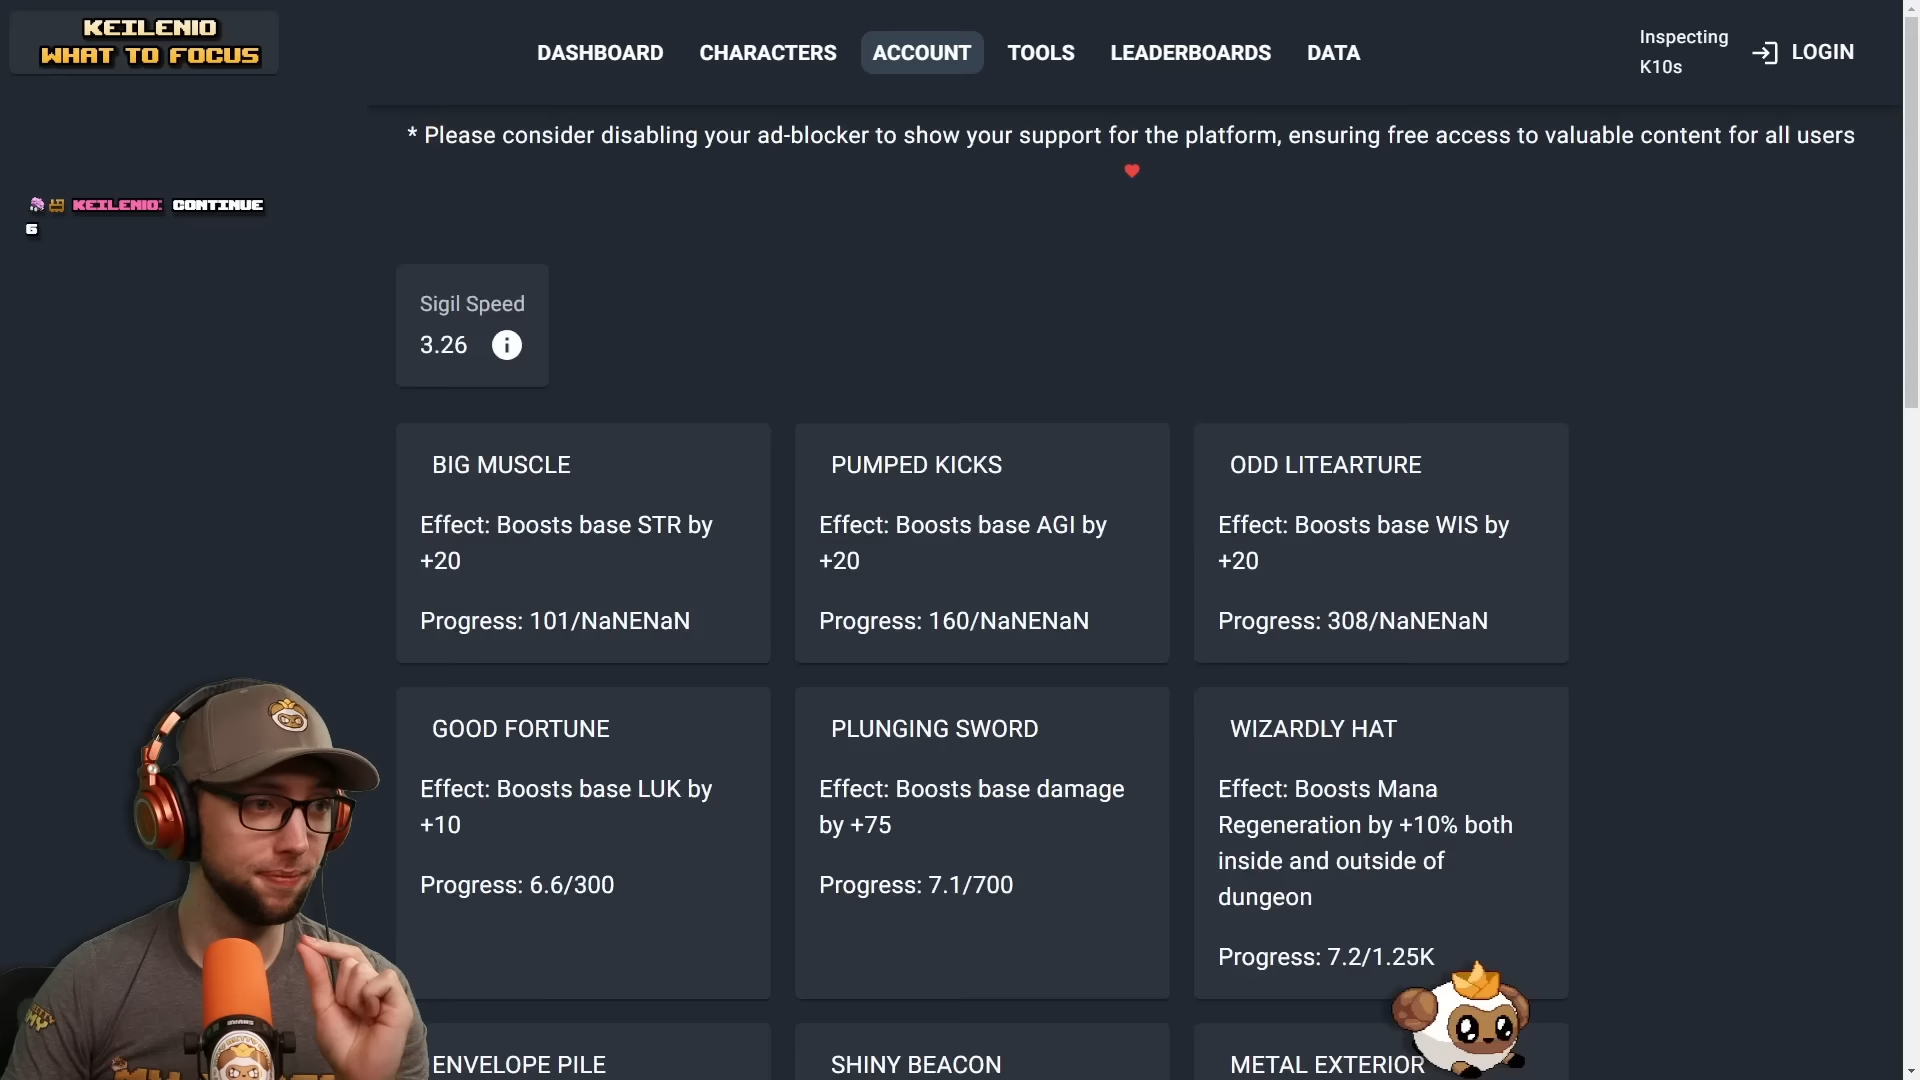 KEILENIO
WHAT TO FOCUS
DASHBOARD
CHARACTERS
ACCOUNT
TOOLS
LEADERBOARDS
DATA
Inspecting
K10s
LOGIN
* Please consider disabling your ad-blocker to show your support for the platform, ensuring free access to valuable content for all users
KEILENIO: CONTINUE
6
Sigil Speed
3.26
BIG MUSCLE
Effect: Boosts base STR by
+20
Progress: 101/NaNENaN
PUMPED KICKS
Effect: Boosts base AGI by
+20
Progress: 160/NaNENaN
ODD LITEARTURE
Effect: Boosts base WIS by
+20
Progress: 308/NaNENaN
GOOD FORTUNE
Effect: Boosts base LUK by
+10
Progress: 6.6/300
PLUNGING SWORD
Effect: Boosts base damage
by +75
Progress: 7.1/700
WIZARDLY HAT
Effect: Boosts Mana
Regeneration by +10% both
inside and outside of
dungeon
Progress: 7.2/1.25K
ENVELOPE PILE
SHINY BEACON
METAL EXTERIOR